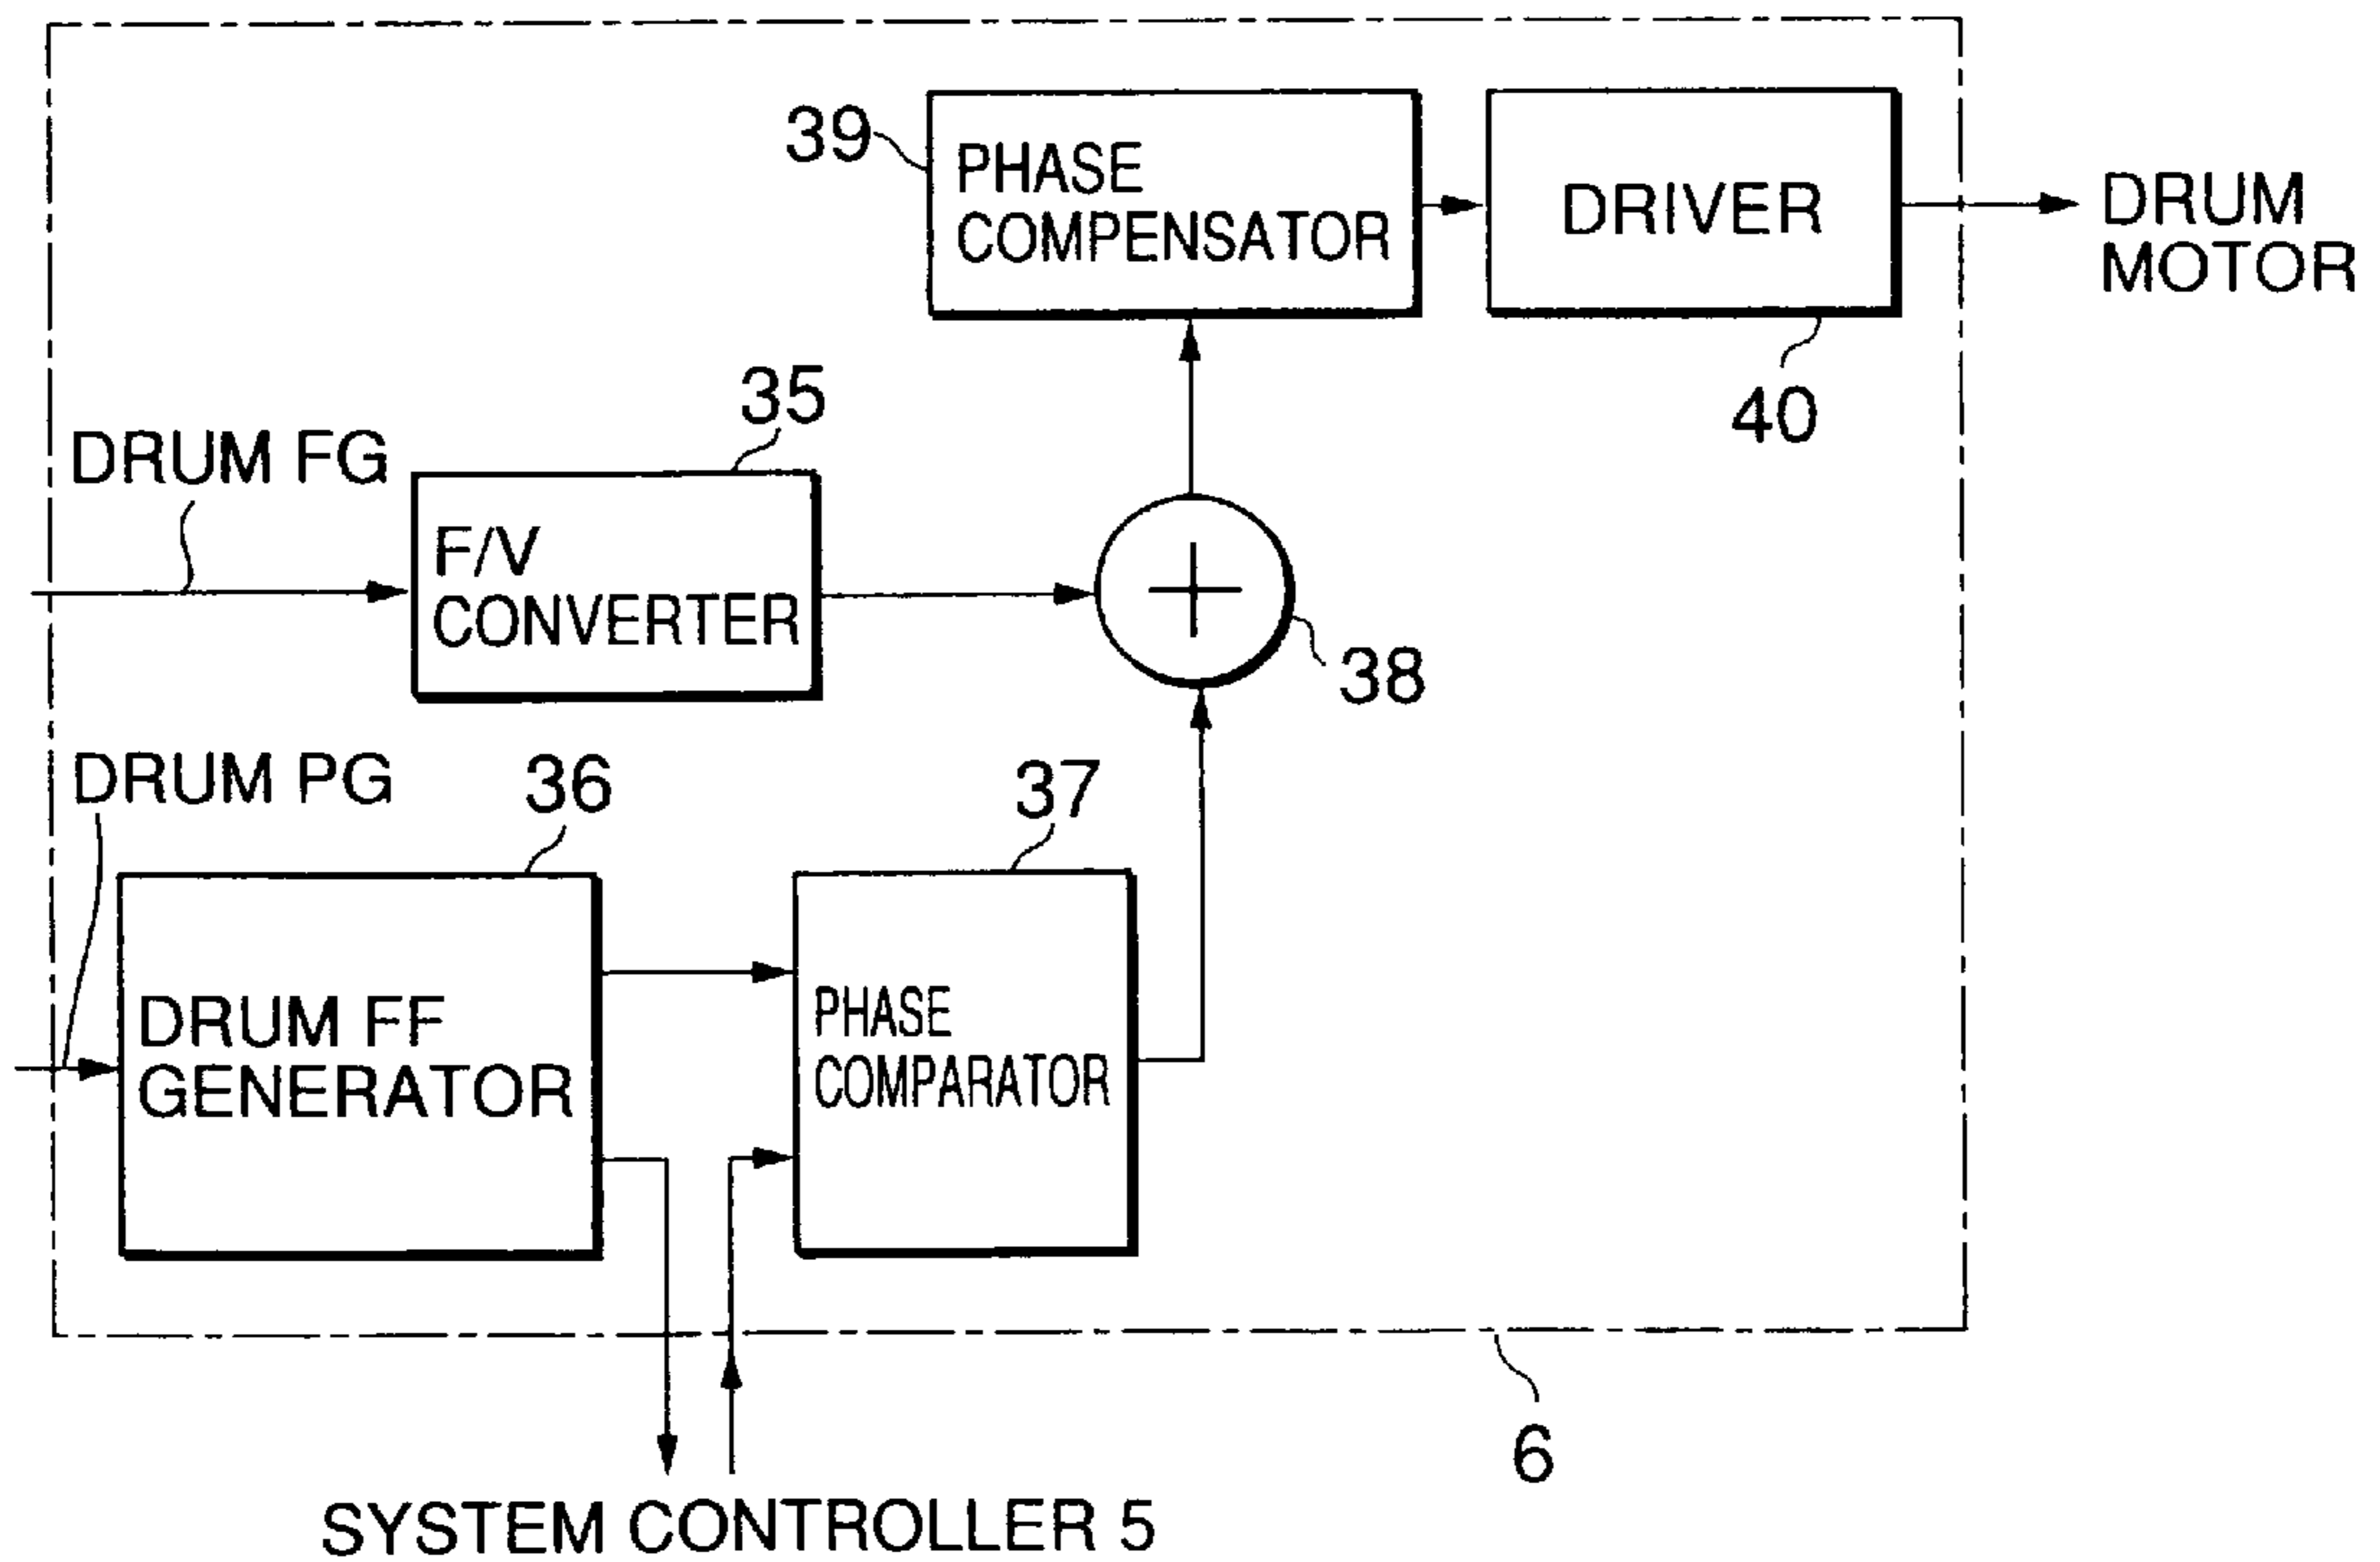 39
PHASE
COMPENSATOR
DRIVER
DRUM
MOTOR
40
35
DRUM FG
F/V
CONVERTER
38
DRUM PG
36
37
DRUM FF
GENERATOR
PHASE
COMPARATOR
6
SYSTEM CONTROLLER 5